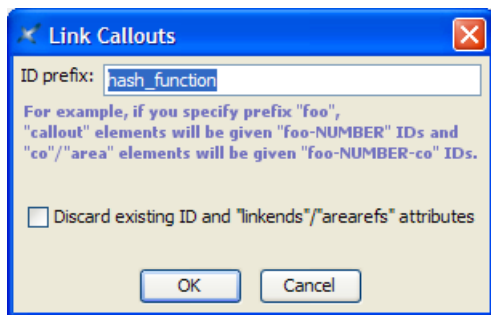 Link Callouts
ID prefix: hash_function
For example, if you specify prefix "foo",
"callout" elements will be given "foo-NUMBER" IDs and
"co"/"area" elements will be given "foo-NUMBER-co" IDs.
Discard existing ID and "linkends"/"arearefs" attributes
OK Cancel